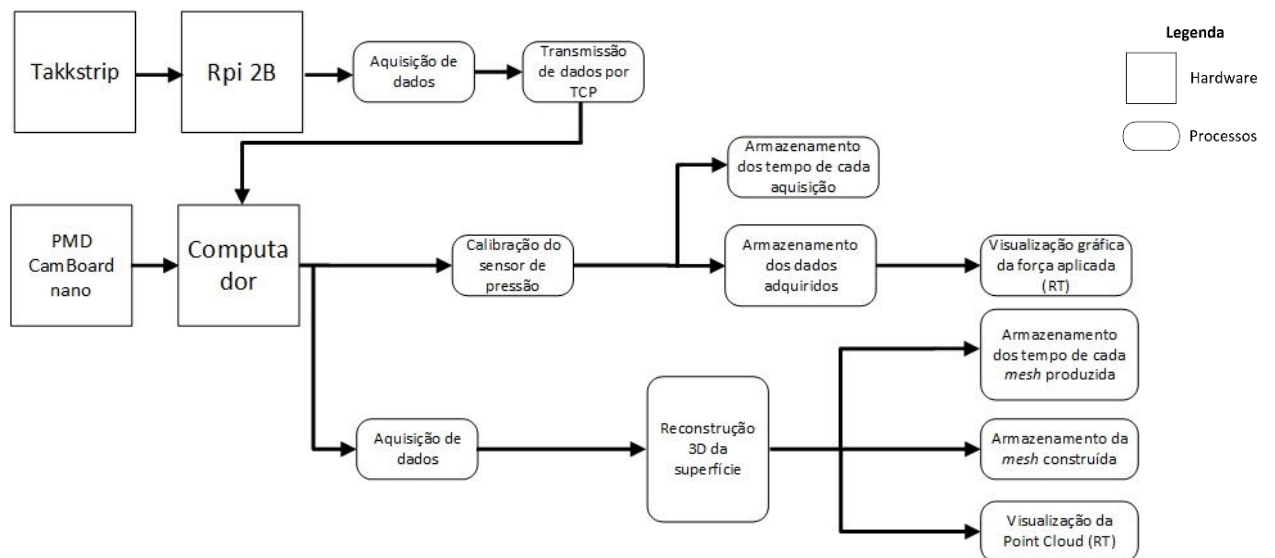 Legenda
Hardware
Processos
Takkstrip
Rpi 2B
Aquisição de
dados
Transmissão
de dados por
TCP
Armazenamento
dos tempo de cada
aquisição
PMD
CamBoard
nano
Computa
dor
Calibração do
sensor de
pressão
Armazenamento
dos dados
adquiridos
Visualização gráfica
da força aplicada
(RT)
Armazenamento
dos tempo de cada
mesh produzida
Aquisição de
dados
Reconstrução
3D da
superfície
Armazenamento da
mesh construída
Visualização da
Point Cloud (RT)